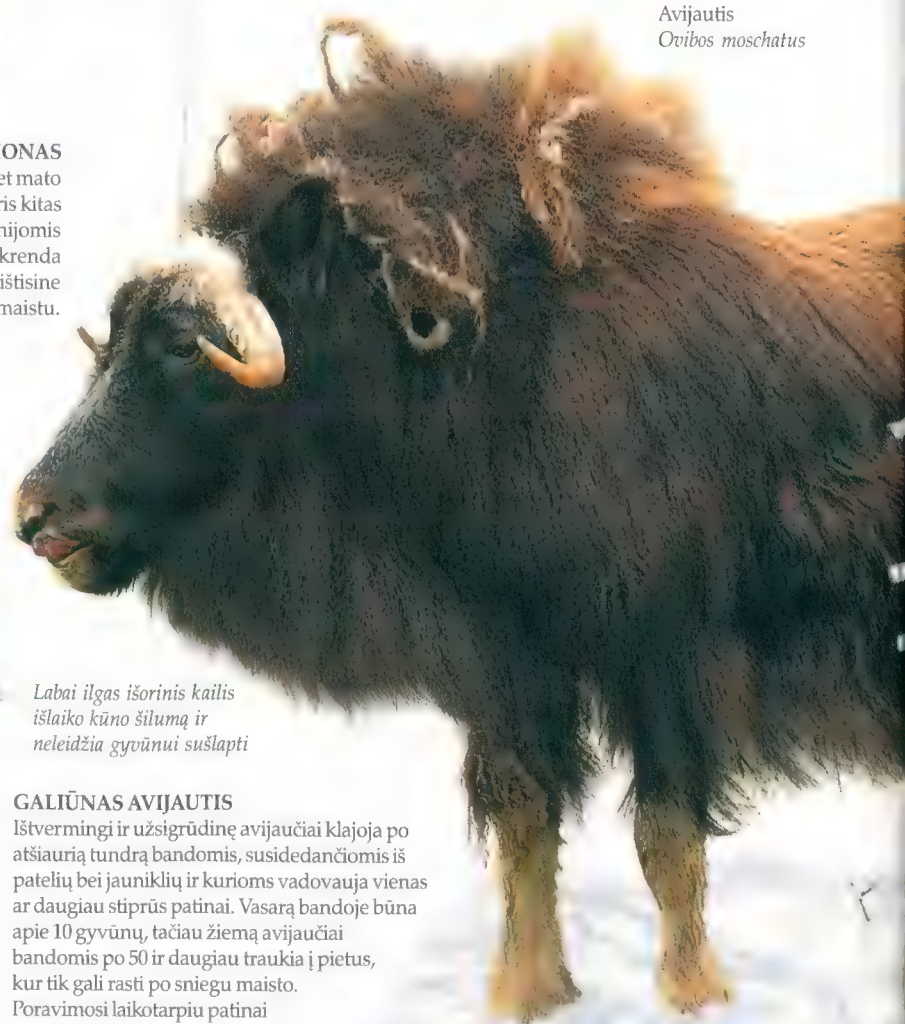 Avijautis
Ovibos moschatus
IONAS
et mato
ris kitas
nijomis
krenda
ištisine
maistu.
Labai ilgas išorinis kailis
išlaiko kūno šilumą ir
neleidžia gyvūnui sušlapti
GALIŪNAS AVIJAUTIS
Ištvermingi ir užsigrūdinę avijaučiai klajoja po
atšiaurią tundrą bandomis, susidedančiomis iš
patelių bei jauniklių ir kurioms vadovauja vienas
ar daugiau stiprūs patinai. Vasarą bandoje būna
apie 10 gyvūnų, tačiau žiemą avijaučiai
bandomis po 50 ir daugiau traukia į pietus,
kur tik gali rasti po sniegu maisto.
Poravimosi laikotarpiu patinai